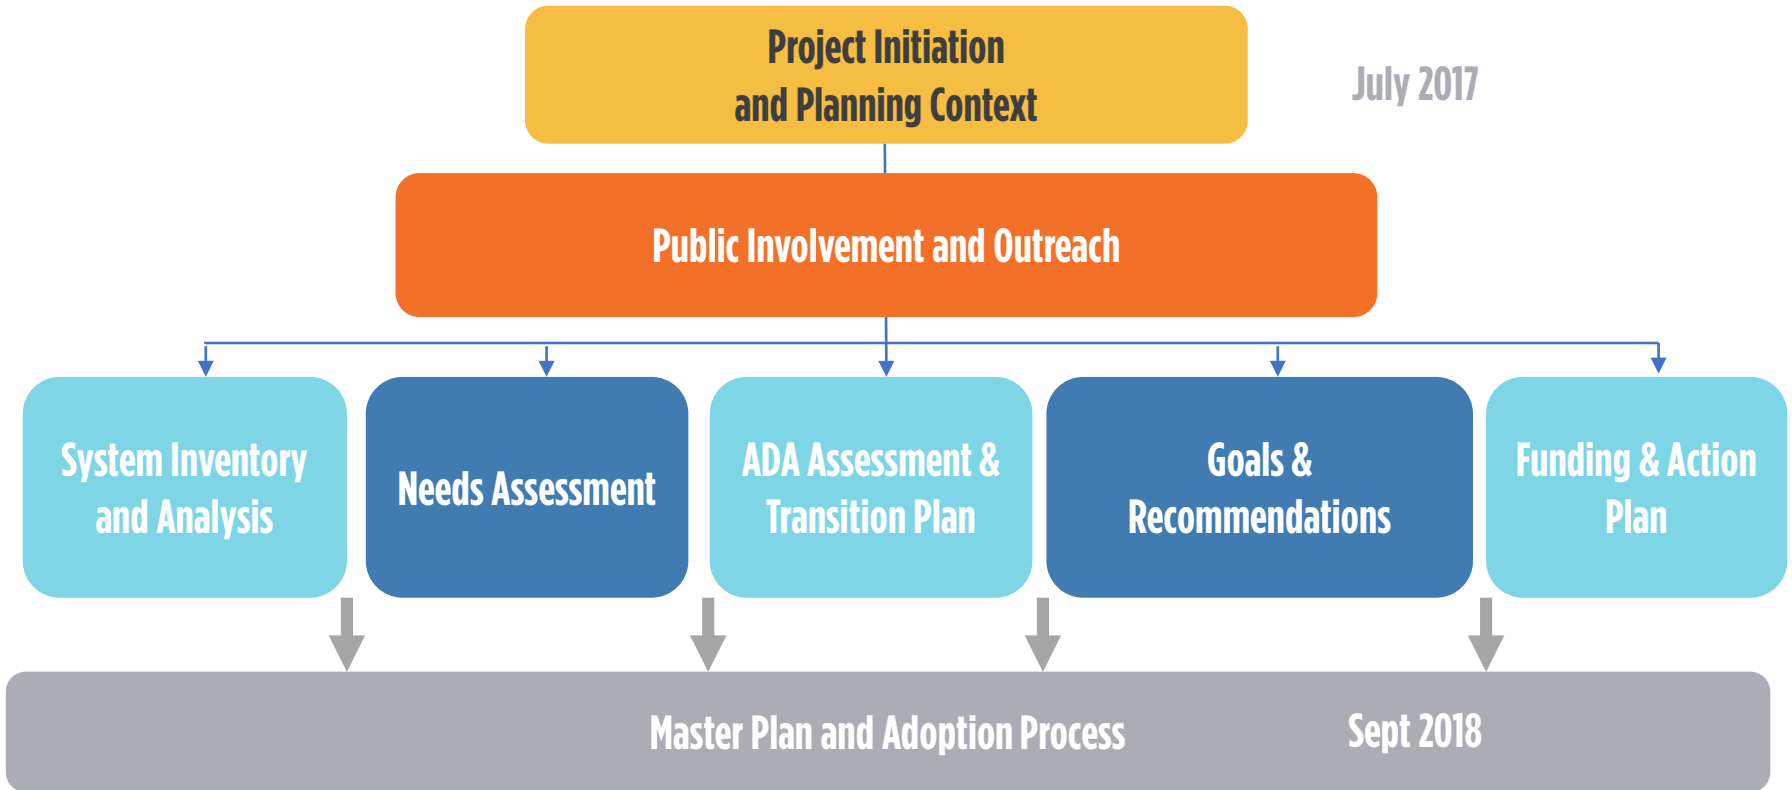 Project Initiation
and Planning Context
July 2017
Public Involvement and Outreach
System Inventory
and Analysis
Needs Assessment
ADA Assessment &
Transition Plan
Goals &
Recommendations
Funding & Action
Plan
Master Plan and Adoption Process
Sept 2018